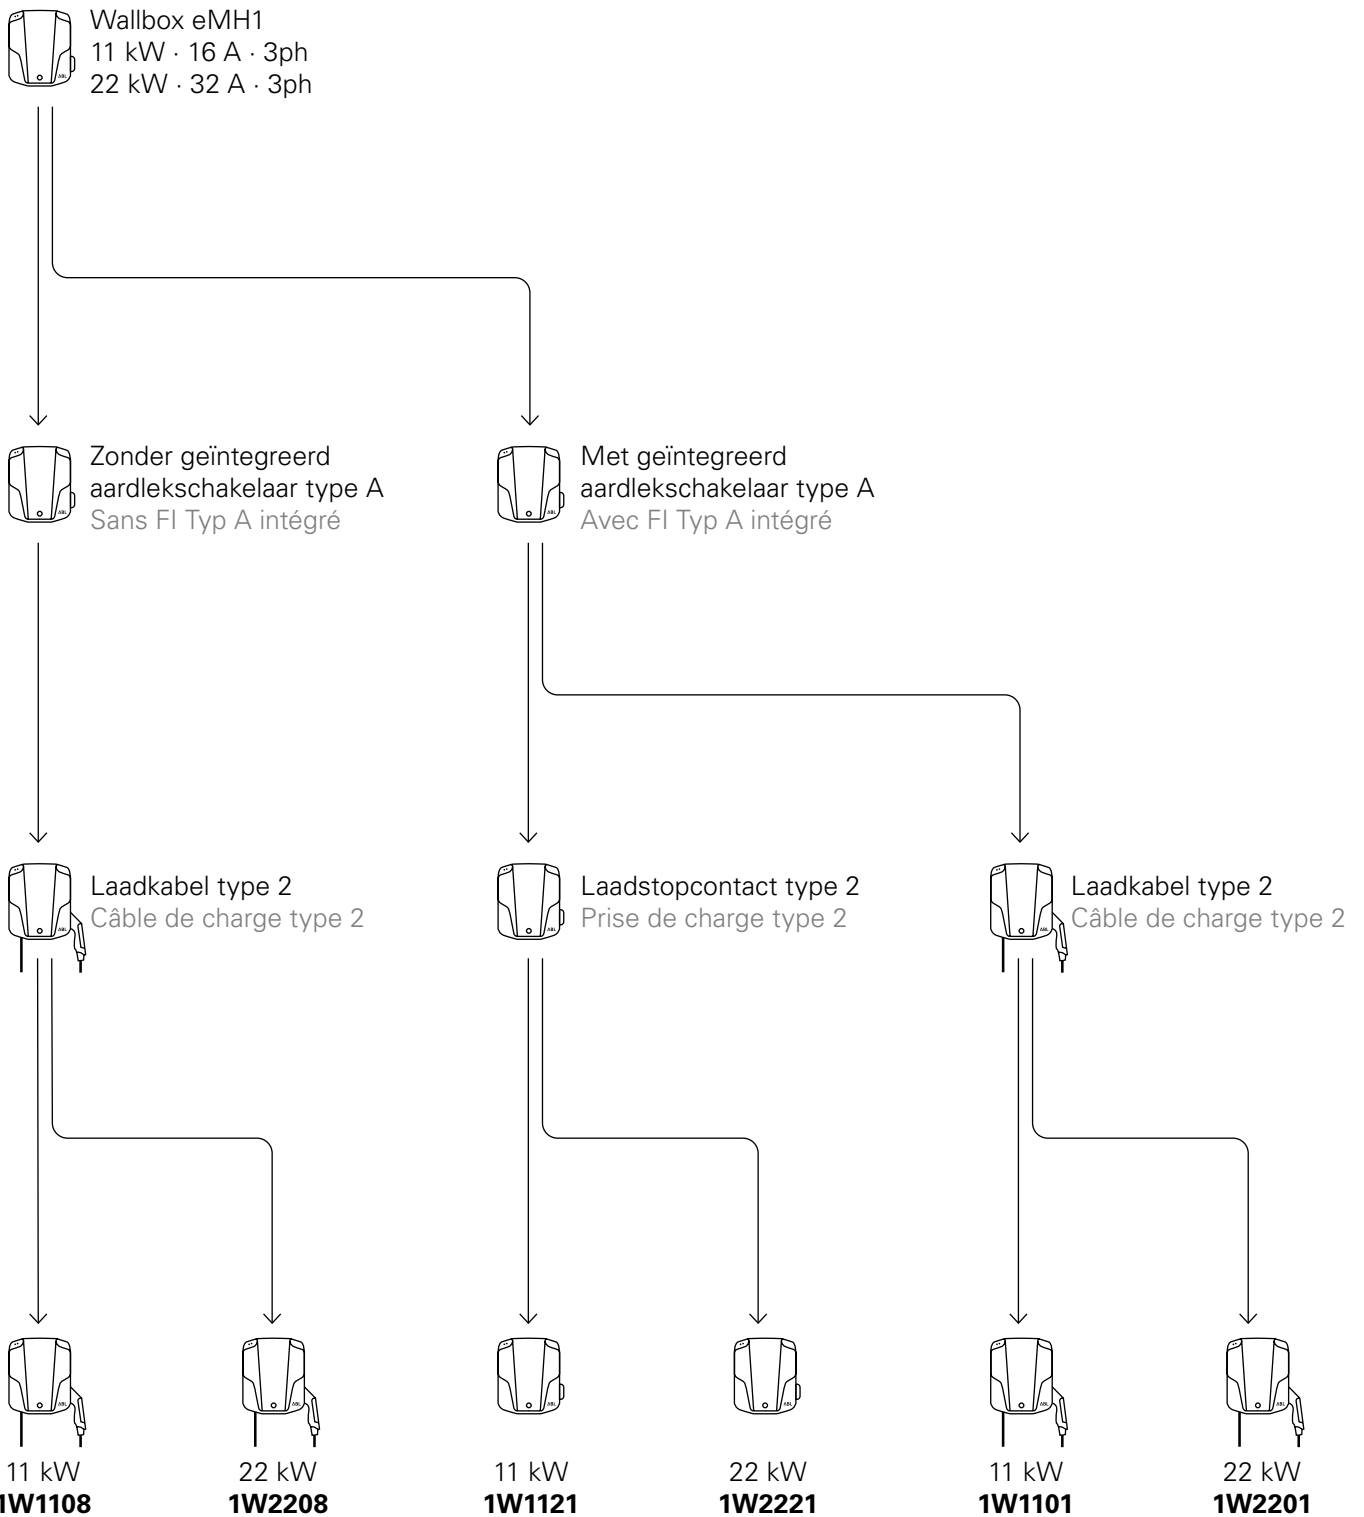 Wallbox eMH1
11 kW · 16 A · 3ph
22 kW · 32 A · 3ph
Zonder geïntegreerd
aardlekschakelaar type A
Sans FI Typ A intégré
Met geïntegreerd
aardlekschakelaar type A
Avec FI Typ A intégré
Laadkabel type 2
Câble de charge type 2
Laadstopcontact type 2
Prise de charge type 2
Laadkabel type 2
Câble de charge type 2
11 kW
1W1108
22 kW
1W2208
11 kW
1W1121
22 kW
1W2221
11 kW
1W1101
22 kW
1W2201